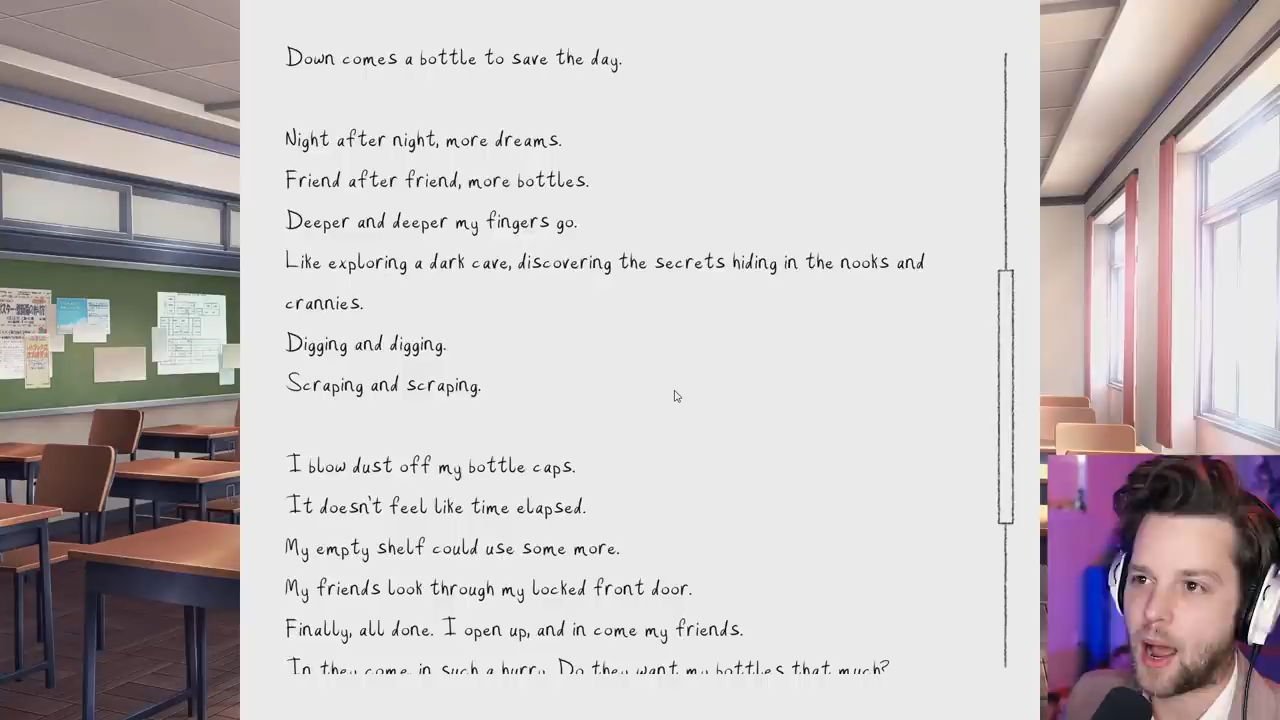 Down comes a bottle to save the day.
Night after night, more dreams.
Friend after friend, more bottles.
Deeper and deeper my fingers go.
Like exploring a dark cave, discovering the secrets hiding in the nooks and
crannies.
Digging and digging.
Scraping and scraping.
I blow dust off my bottle caps.
It doesn't feel like time elapsed.
My empty shelf could use some more.
My friends look through my locked front door.
Finally, all done. I open up, and in come my friends.
In they come, in such a hurry. Do they want my bottles that much?